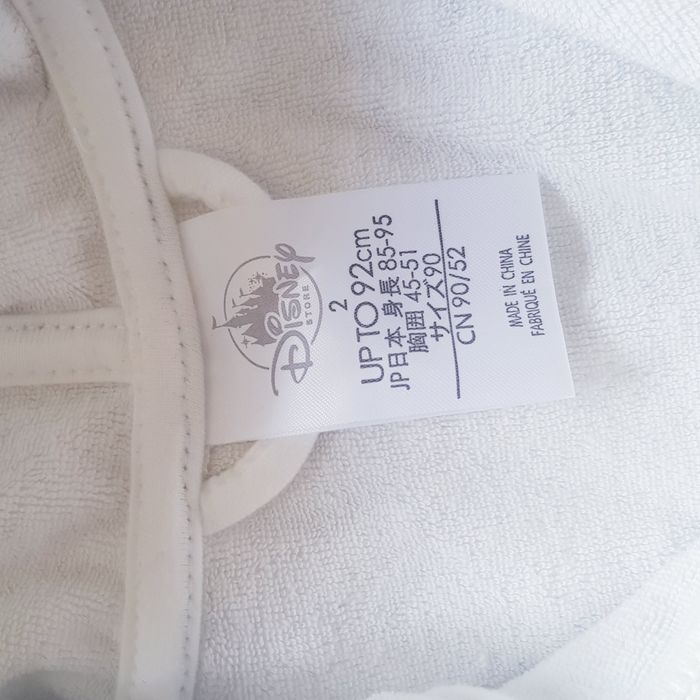 DISNEY
STORE
2
UP TO 92cm
JP日本 身長 85-95
胸囲 45-51
サイズ90
CN 90/52
MADE IN CHINA
FABRIQUÉ EN CHINE